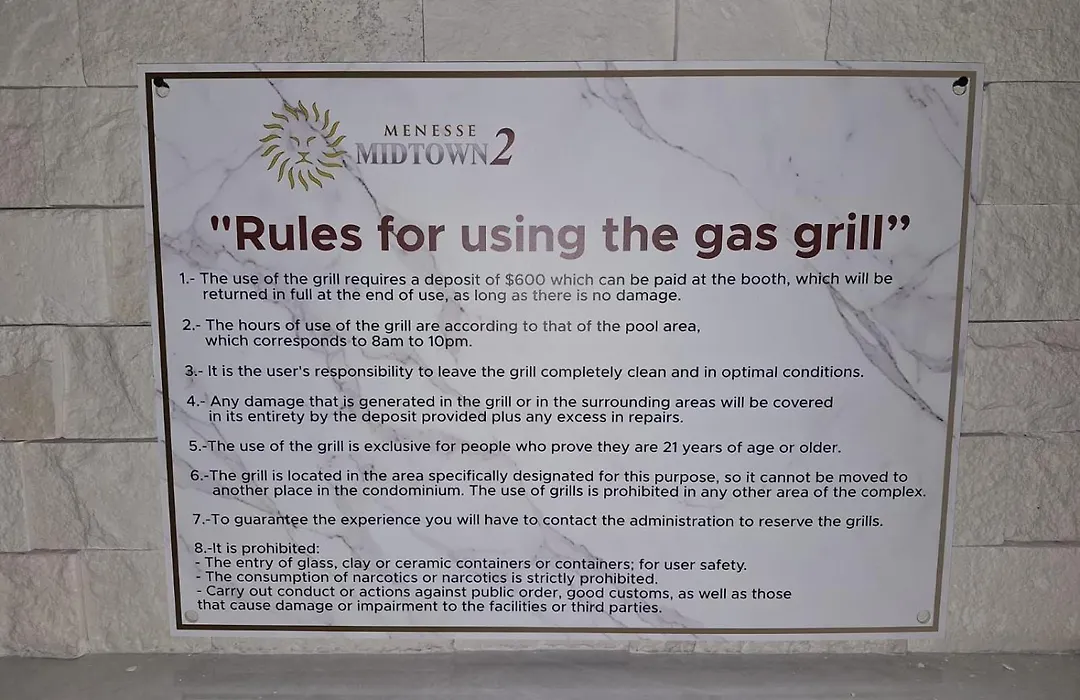 MENESSE
MIDTOWN 2
"Rules for using the gas grill”
1.- The use of the grill requires a deposit of $600 which can be paid at the booth, which will be
returned in full at the end of use, as long as there is no damage.
2.- The hours of use of the grill are according to that of the pool area,
which corresponds to 8am to 10pm.
3.- It is the user's responsibility to leave the grill completely clean and in optimal conditions.
4.- Any damage that is generated in the grill or in the surrounding areas will be covered
in its entirety by the deposit provided plus any excess in repairs.
5.-The use of the grill is exclusive for people who prove they are 21 years of age or older.
6.-The grill is located in the area specifically designated for this purpose, so it cannot be moved to
another place in the condominium. The use of grills is prohibited in any other area of the complex.
7.-To guarantee the experience you will have to contact the administration to reserve the grills.
8.-It is prohibited:
- The entry of glass, clay or ceramic containers or containers; for user safety.
- The consumption of narcotics or narcotics is strictly prohibited.
- Carry out conduct or actions against public order, good customs, as well as those
that cause damage or impairment to the facilities or third parties.